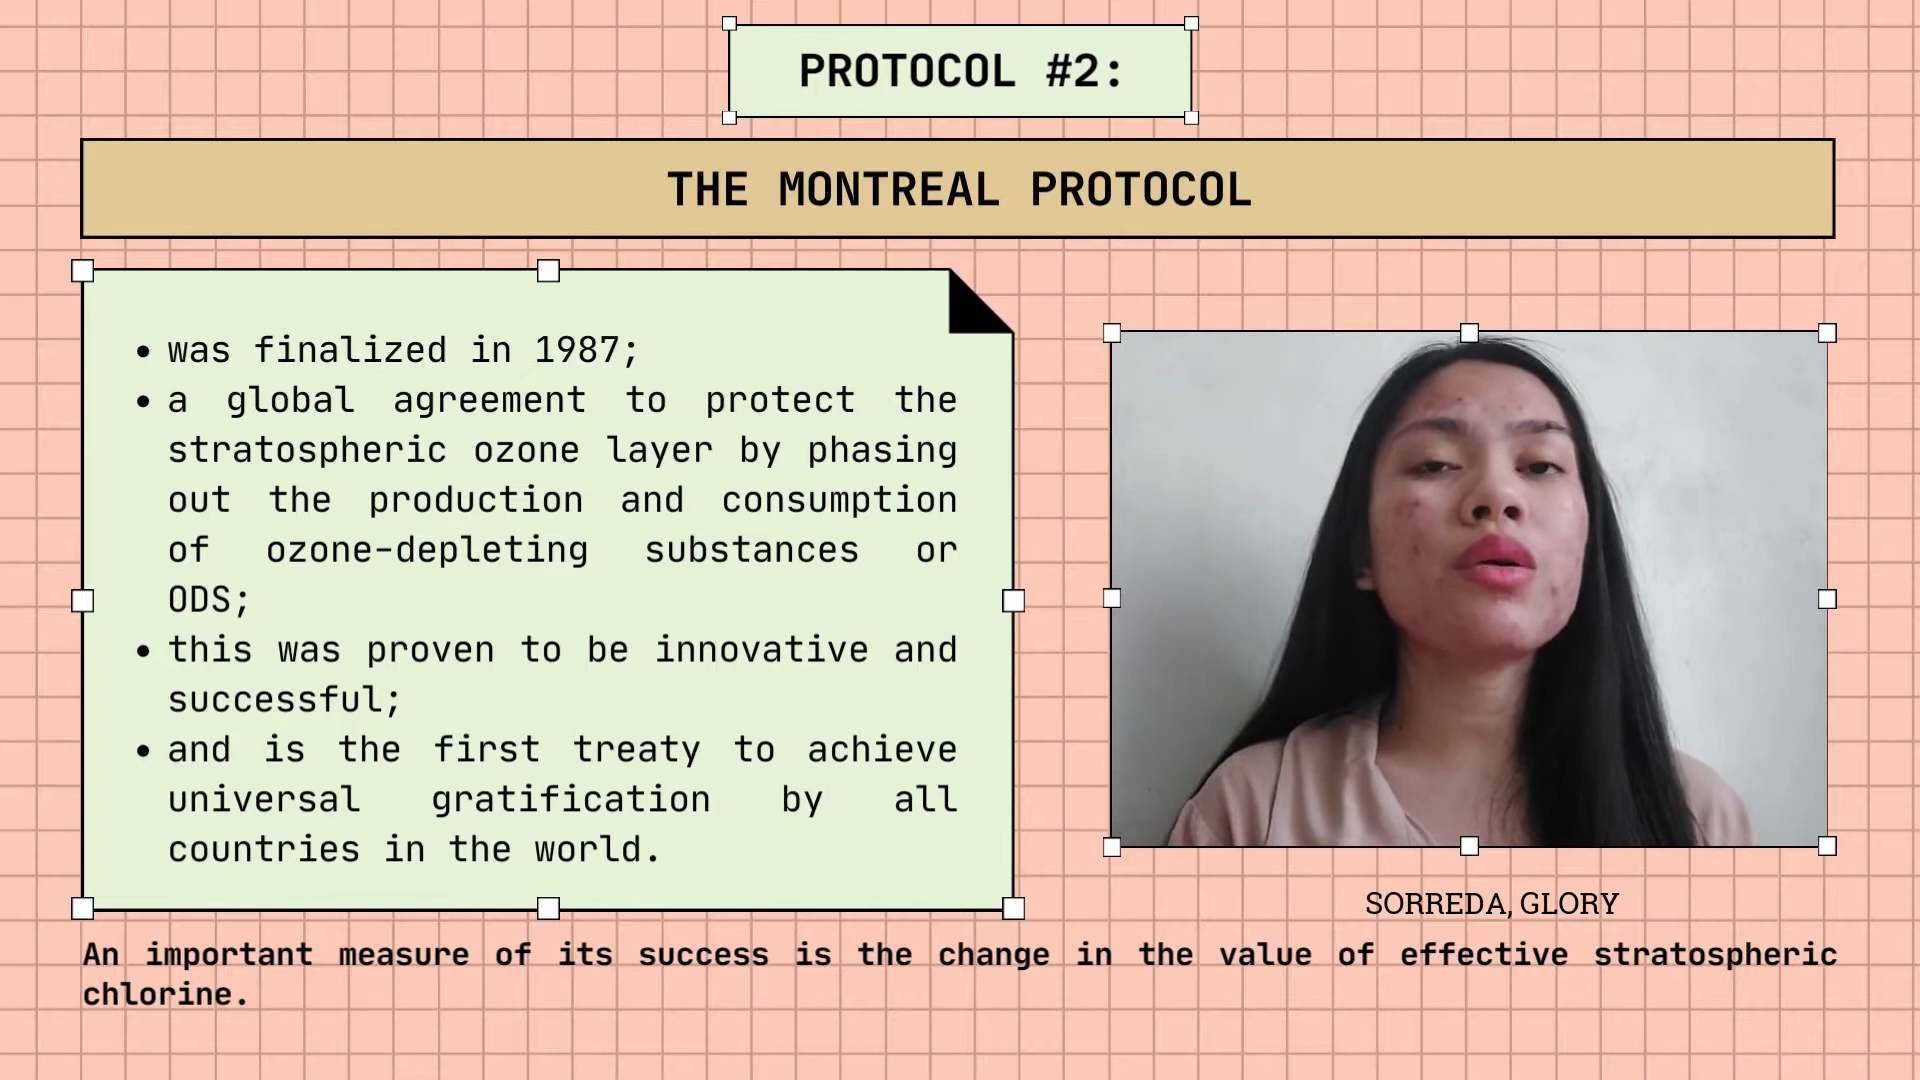 PROTOCOL #2:
THE MONTREAL PROTOCOL
• was finalized in 1987;
• a global agreement to protect the
stratospheric ozone layer by phasing
out the production and consumption
of ozone-depleting substances or
ODS;
• this was proven to be innovative and
successful;
• and is the first treaty to achieve
universal gratification by all
countries in the world.
SORREDA, GLORY
An important measure of its success is the change in the value of effective stratospheric
chlorine.